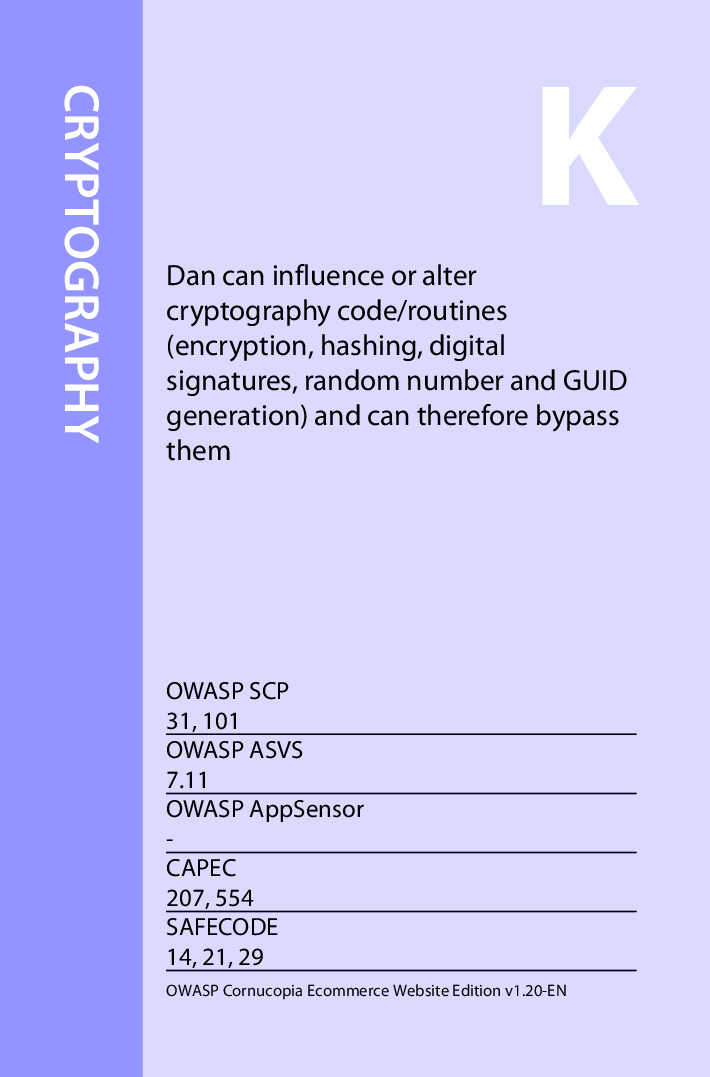 CRYPTOGRAPHY
K
Dan can influence or alter
cryptography code/routines
(encryption, hashing, digital
signatures, random number and GUID
generation) and can therefore bypass
them
OWASP SCP
31, 101
OWASP ASVS
7.11
OWASP AppSensor
-
CAPEC
207, 554
SAFECODE
14, 21, 29
OWASP Cornucopia Ecommerce Website Edition v1.20-EN